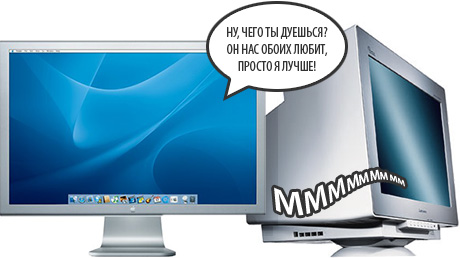 НУ, ЧЕГО ТЫ ДУЕШЬСЯ?
ОН НАС ОБОИХ ЛЮБИТ,
ПРОСТО Я ЛУЧШЕ!
МММММММММ